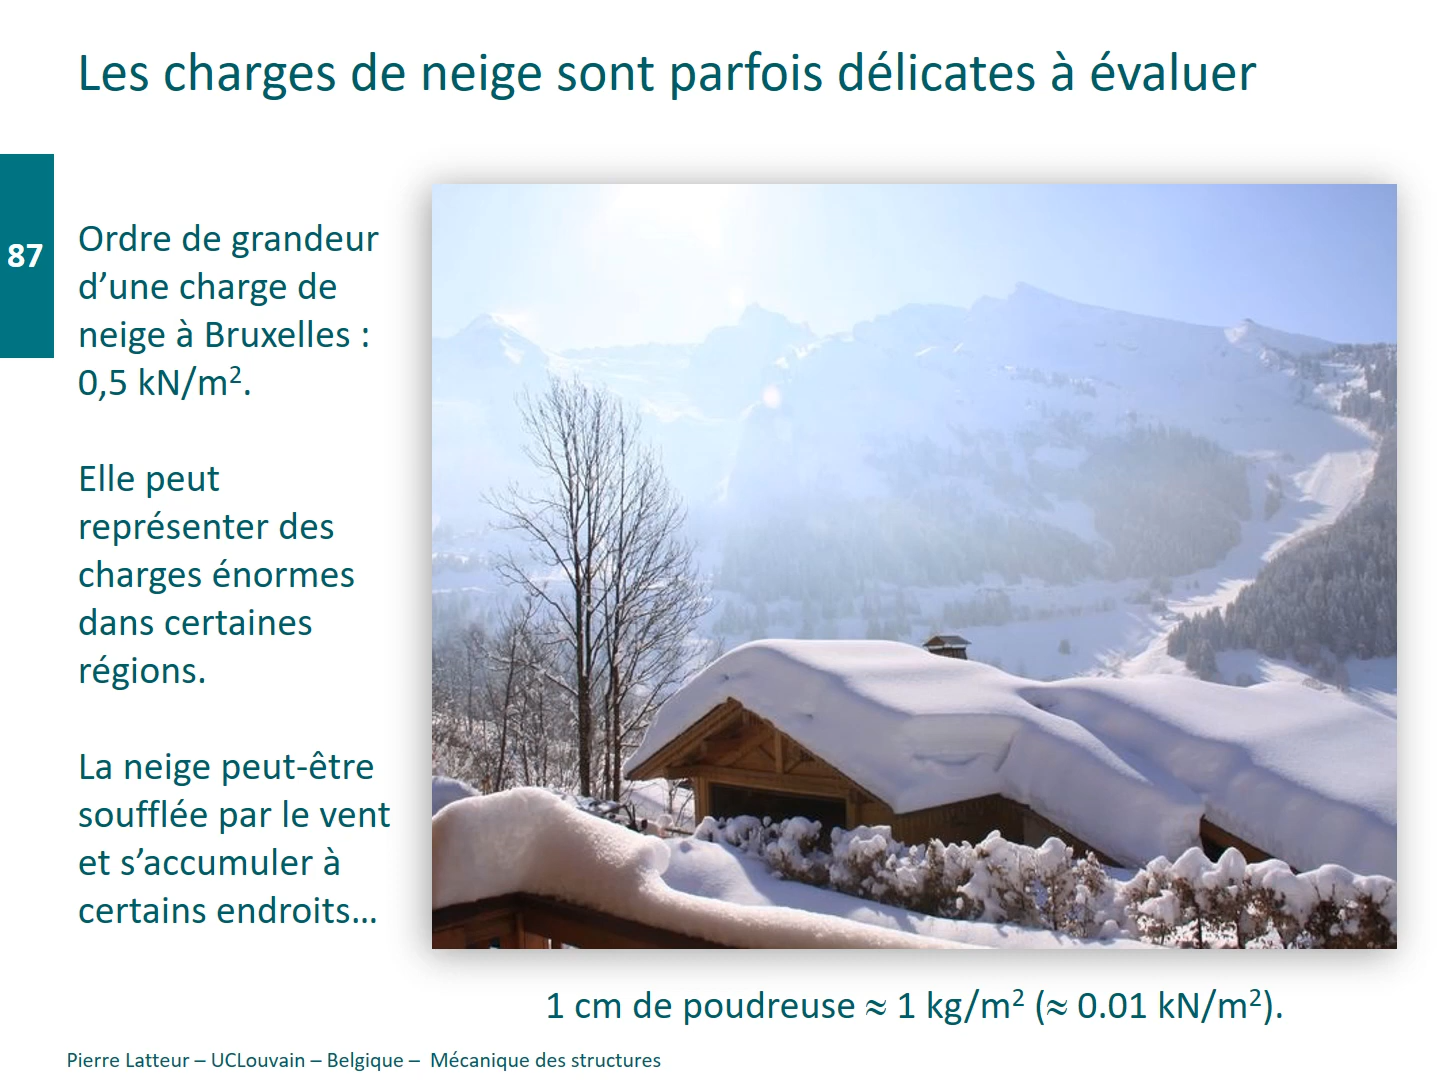 Les charges de neige sont parfois délicates à évaluer
87
Ordre de grandeur
d’une charge de
neige à Bruxelles :
0,5 kN/m².
Elle peut
représenter des
charges énormes
dans certaines
régions.
La neige peut-être
soufflée par le vent
et s’accumuler à
certains endroits…
1 cm de poudreuse ≈ 1 kg/m² (≈ 0.01 kN/m²).
Pierre Latteur – UCLouvain – Belgique – Mécanique des structures